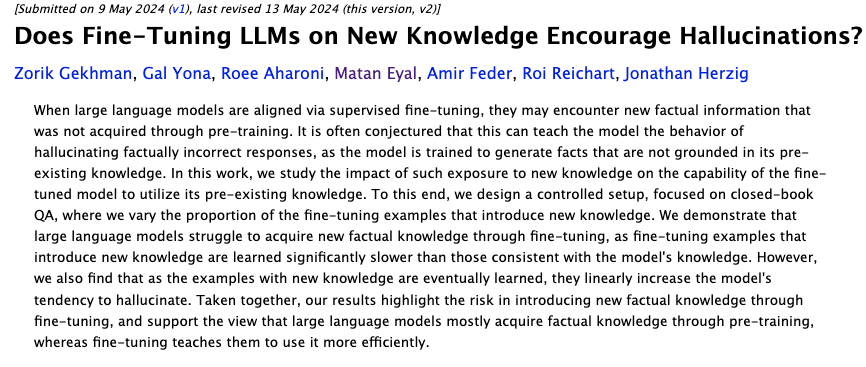 [Submitted on 9 May 2024 (v1), last revised 13 May 2024 (this version, v2)]
Does Fine-Tuning LLMs on New Knowledge Encourage Hallucinations?
Zorik Gekhman, Gal Yona, Roee Aharoni, Matan Eyal, Amir Feder, Roi Reichart, Jonathan Herzig
When large language models are aligned via supervised fine-tuning, they may encounter new factual information that
was not acquired through pre-training. It is often conjectured that this can teach the model the behavior of
hallucinating factually incorrect responses, as the model is trained to generate facts that are not grounded in its pre-
existing knowledge. In this work, we study the impact of such exposure to new knowledge on the capability of the fine-
tuned model to utilize its pre-existing knowledge. To this end, we design a controlled setup, focused on closed-book
QA, where we vary the proportion of the fine-tuning examples that introduce new knowledge. We demonstrate that
large language models struggle to acquire new factual knowledge through fine-tuning, as fine-tuning examples that
introduce new knowledge are learned significantly slower than those consistent with the model's knowledge. However,
we also find that as the examples with new knowledge are eventually learned, they linearly increase the model's
tendency to hallucinate. Taken together, our results highlight the risk in introducing new factual knowledge through
fine-tuning, and support the view that large language models mostly acquire factual knowledge through pre-training,
whereas fine-tuning teaches them to use it more efficiently.